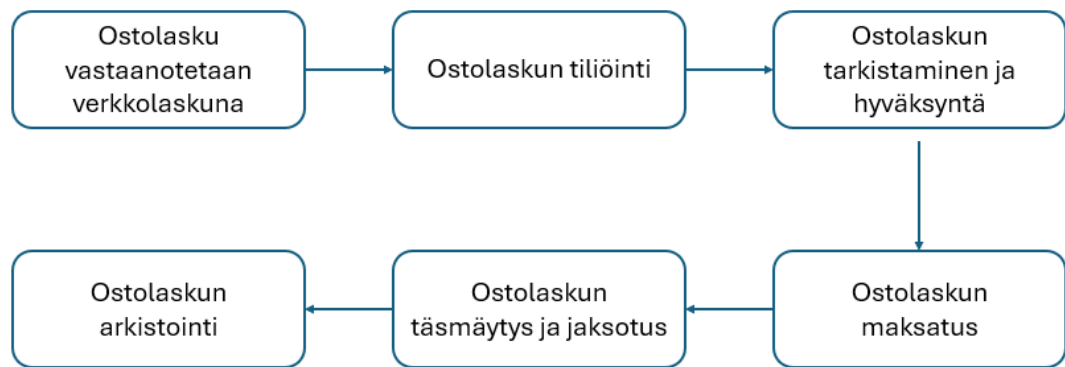 Ostolasku
vastaanotetaan
verkkolaskuna
Ostolaskun tiliöinti
Ostolaskun
tarkistaminen ja
hyväksyntä
Ostolaskun
maksatus
Ostolaskun
täsmäytys ja jaksotus
Ostolaskun
arkistointi